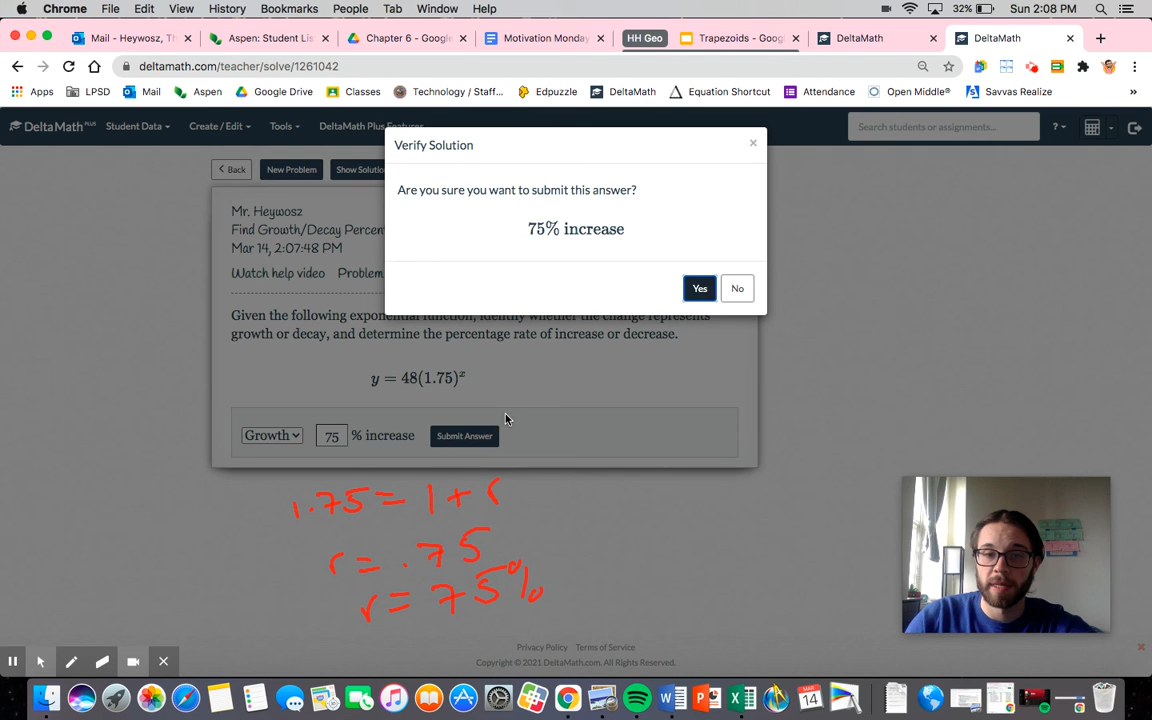 Chrome File Edit View History Bookmarks People Tab Window Help 32% Sun 2:08 PM
Mail - Heywosz, Th Aspen: Student Lis Chapter 6 - Google Motivation Monday HH Geo Trapezoids - Goog DeltaMath DeltaMath
deltamath.com/teacher/solve/1261042
Apps LPSD Mail Aspen Google Drive Classes Technology / Staff... Edpuzzle DeltaMath Equation Shortcut Attendance Open Middle® Savvas Realize »
DeltaMath PLUS Student Data Create / Edit Tools DeltaMath Plus Features Search students or assignments... ?
Verify Solution ×
Are you sure you want to submit this answer?
75% increase
Yes No
Back New Problem Show Solutio
Mr. Heywosz
Find Growth/Decay Percen
Mar 14, 2:07:48 PM
Watch help video Problem
Given the following exponential function, identify whether the change represents
growth or decay, and determine the percentage rate of increase or decrease.
y = 48(1.75)^x
Growth 75 % increase Submit Answer
1.75 = 1 + r
r = .75
r = 75%
Privacy Policy Terms of Service
Copyright © 2021 DeltaMath.com. All Rights Reserved.
MAR
14